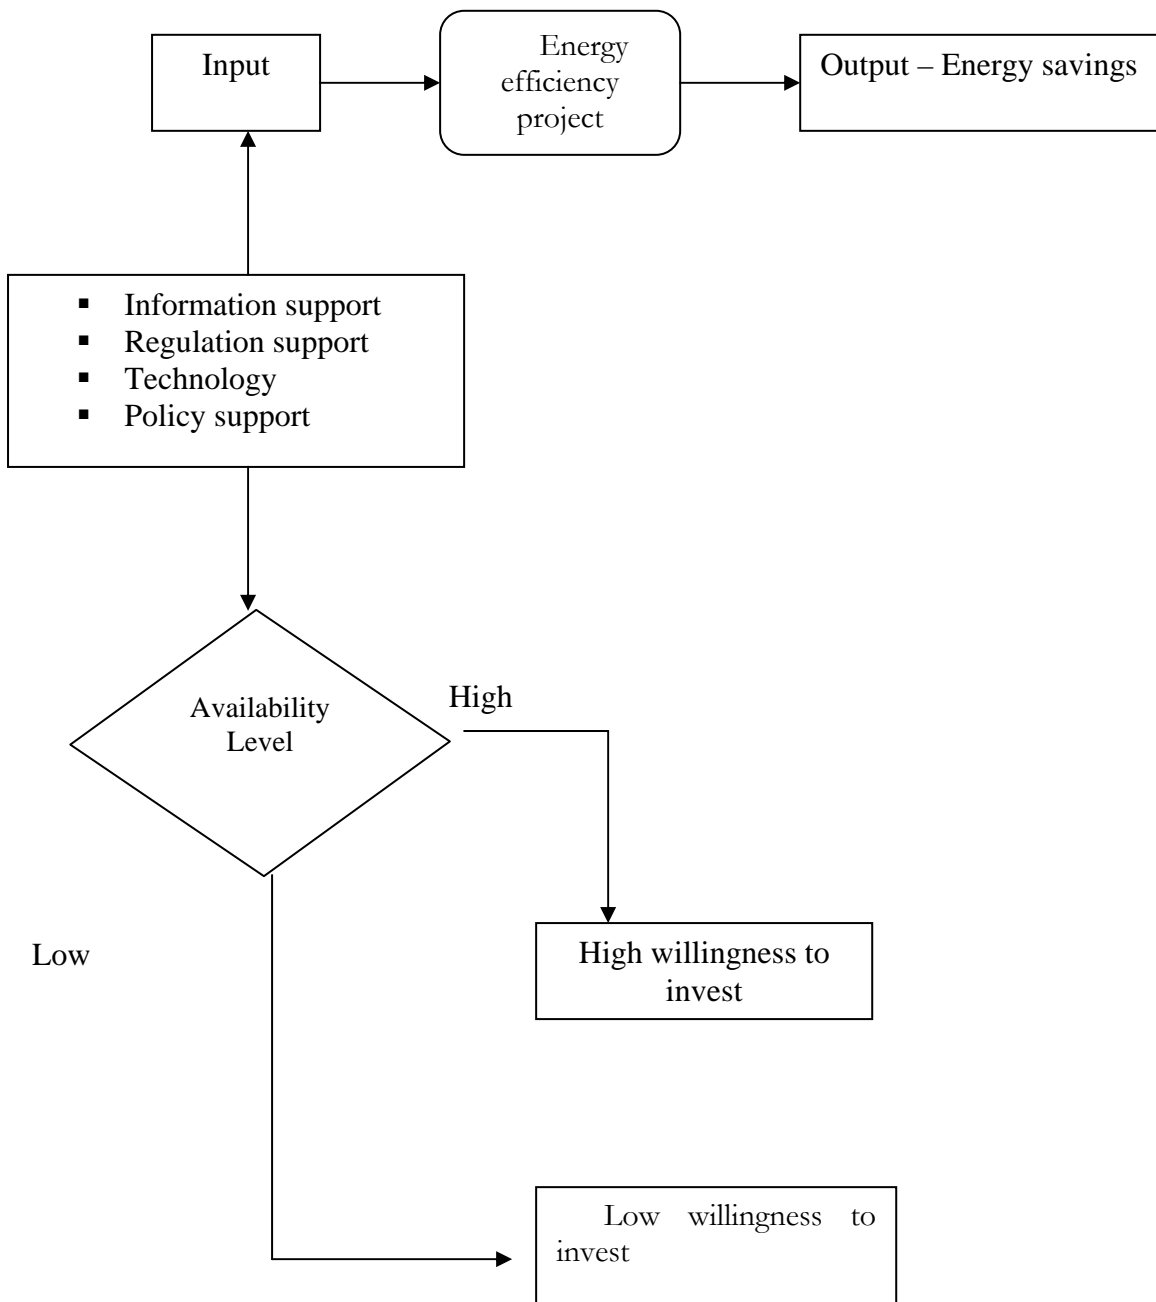 Input
Energy
efficiency
project
Output – Energy savings
▪ Information support
▪ Regulation support
▪ Technology
▪ Policy support
Availability
Level
High
Low
High willingness to
invest
Low willingness to
invest